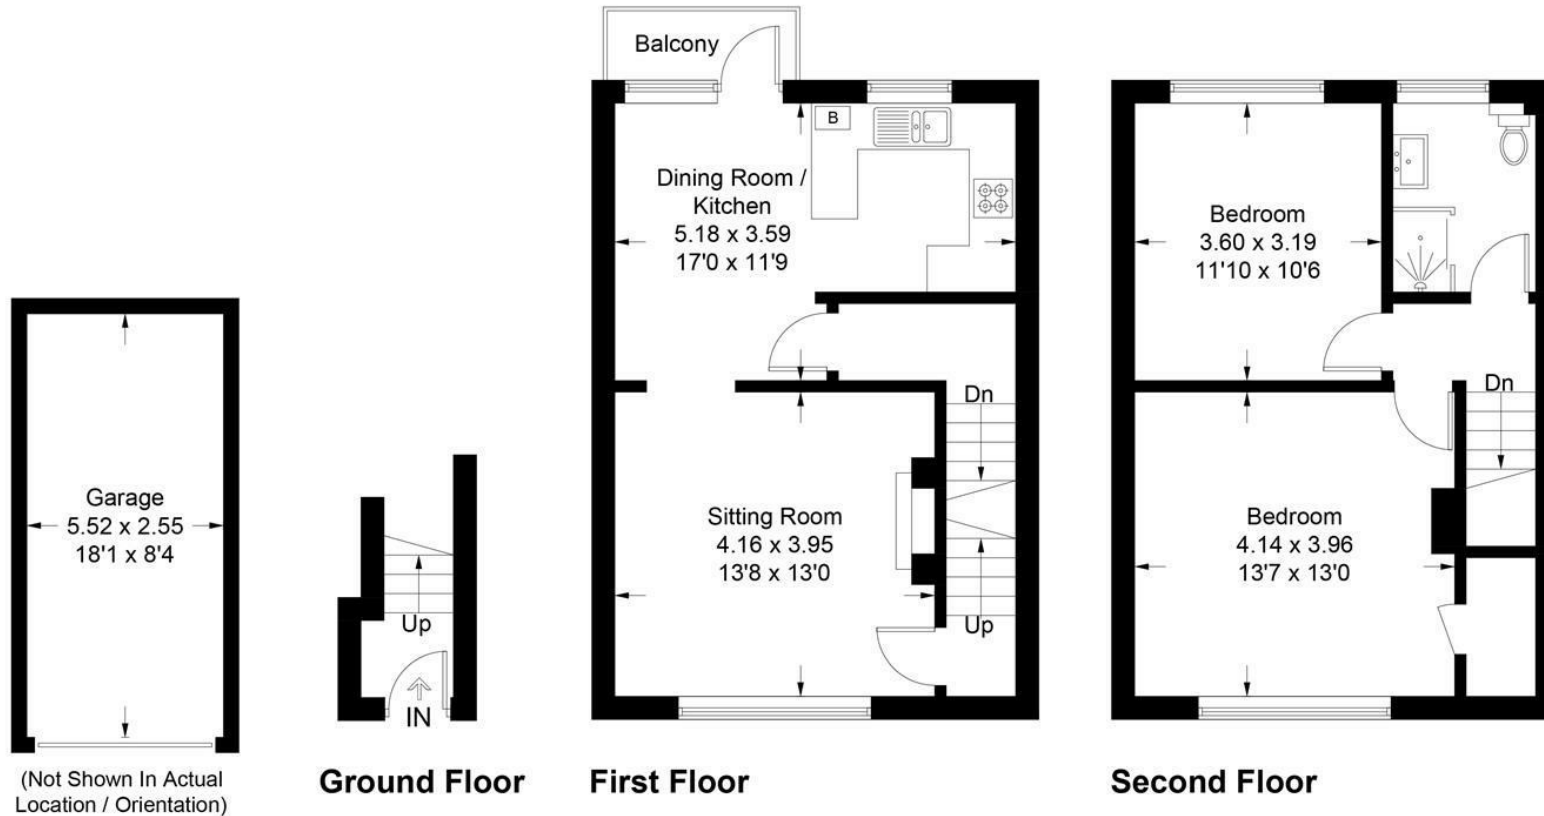 Garage
5.52 x 2.55
18'1 x 8'4
(Not Shown In Actual
Location / Orientation)
Up
IN
Ground Floor
Balcony
B
Dining Room /
Kitchen
5.18 x 3.59
17'0 x 11'9
Dn
Sitting Room
4.16 x 3.95
13'8 x 13'0
Up
First Floor
Bedroom
3.60 x 3.19
11'10 x 10'6
Dn
Bedroom
4.14 x 3.96
13'7 x 13'0
Second Floor